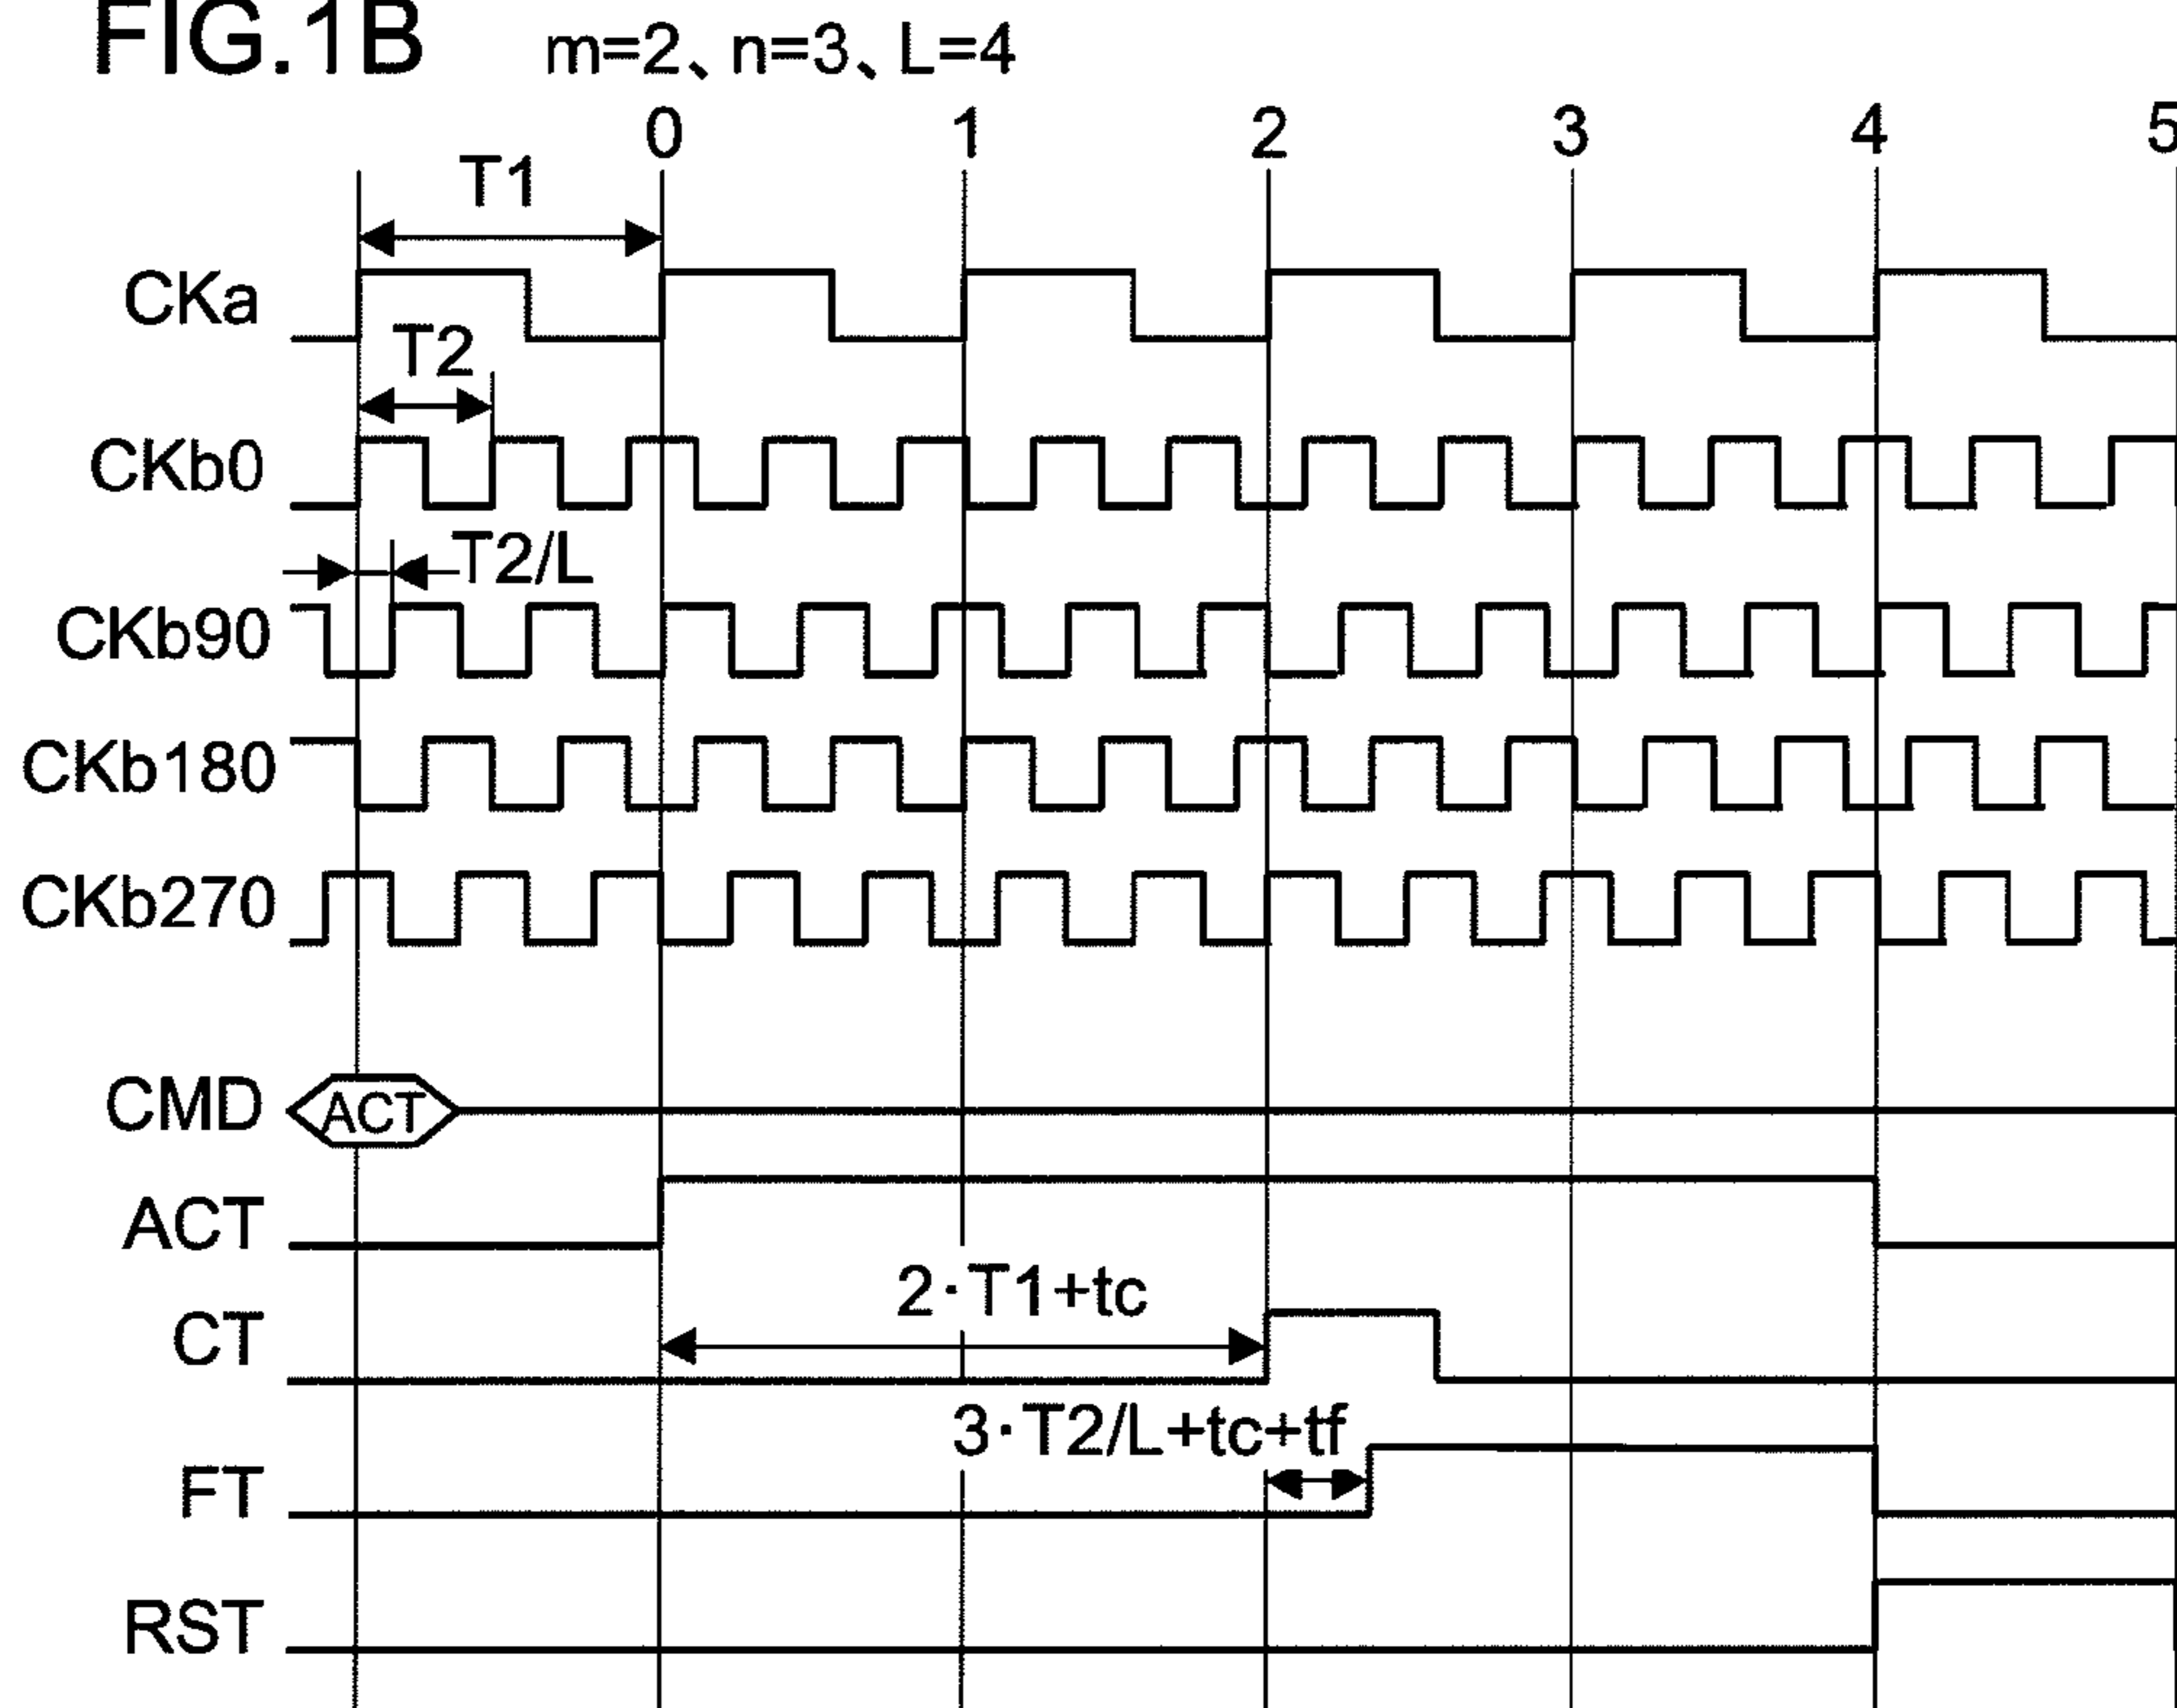 FIG.1B m=2、n=3、L=4
0 1 2 3 4 5
T1
CKa
T2
CKb0
T2/L
CKb90
CKb180
CKb270
CMD ACT
ACT
2·T1+tc
CT
3·T2/L+tc+tf
FT
RST